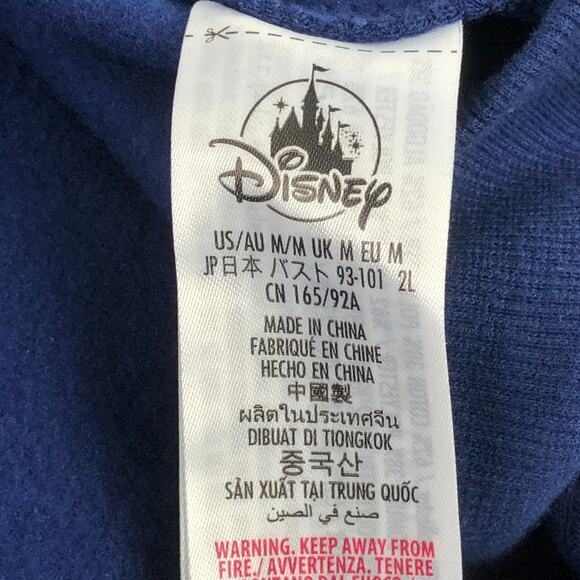 Disney
US/AU M/M UK M EU M
JP日本 バスト 93-101 2L
CN 165/92A
MADE IN CHINA
FABRIQUÉ EN CHINE
HECHO EN CHINA
中國製
ผลิตในประเทศจีน
DIBUAT DI TIONGKOK
중국산
SẢN XUẤT TẠI TRUNG QUỐC
صنع في الصين
WARNING. KEEP AWAY FROM
FIRE./ AVVERTENZA. TENERE
LONTANO DAL FUOCO